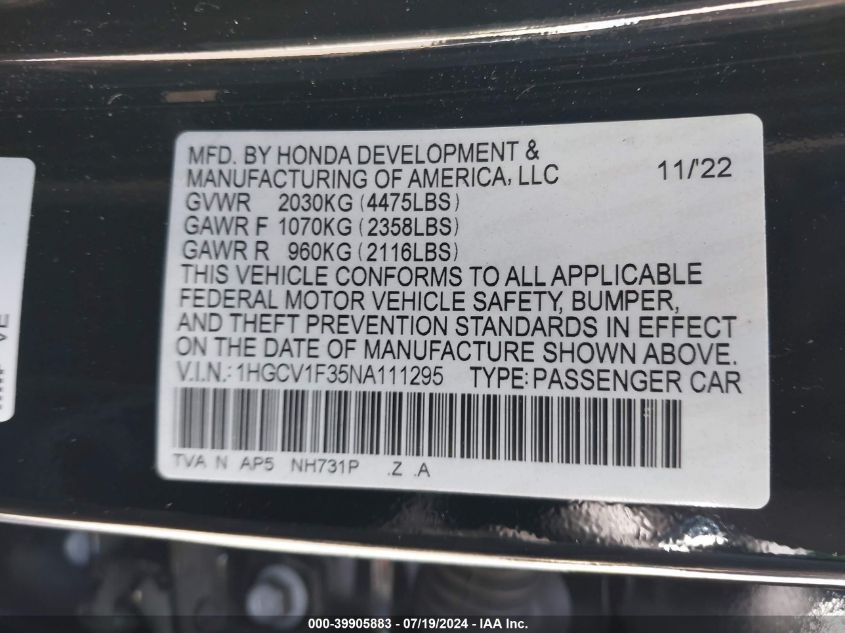 MFD. BY HONDA DEVELOPMENT &
MANUFACTURING OF AMERICA, LLC 11/'22
GVWR 2030KG (4475LBS)
GAWR F 1070KG (2358LBS)
GAWR R 960KG (2116LBS)
THIS VEHICLE CONFORMS TO ALL APPLICABLE
FEDERAL MOTOR VEHICLE SAFETY, BUMPER,
AND THEFT PREVENTION STANDARDS IN EFFECT
ON THE DATE OF MANUFACTURE SHOWN ABOVE.
V.I.N.: 1HGCV1F35NA111295 TYPE: PASSENGER CAR
TVA N AP5 NH731P .Z .A
VE
000-39905883 / 07/19/2024 / IAA Inc.